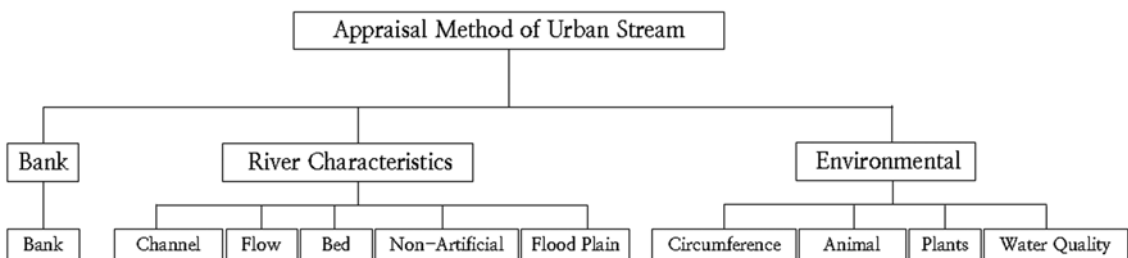 Appraisal Method of Urban Stream
Bank
River Characteristics
Environmental
Bank
Channel
Flow
Bed
Non-Artificial
Flood Plain
Circumference
Animal
Plants
Water Quality